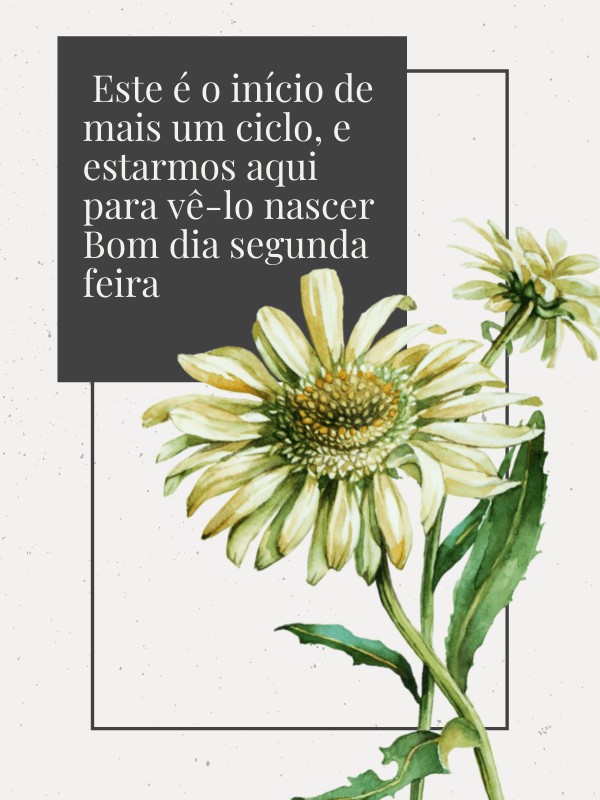 Este é o início de
mais um ciclo, e
estarmos aqui
para vê-lo nascer
Bom dia segunda
feira